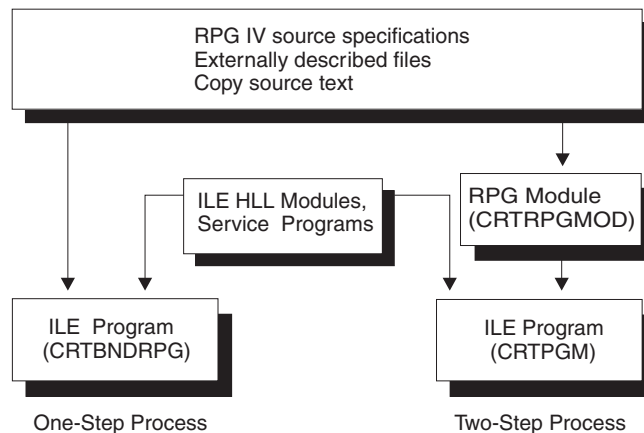 RPG IV source specifications
Externally described files
Copy source text
ILE HLL Modules,
Service Programs
RPG Module
(CRTRPGMOD)
ILE Program
(CRTBNDRPG)
ILE Program
(CRTPGM)
One-Step Process
Two-Step Process